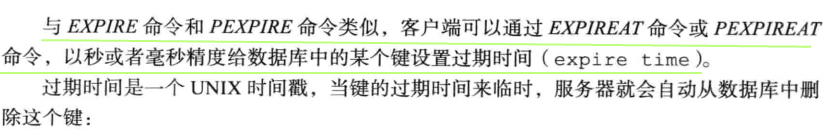 与 EXPIRE 命令和 PEXPIRE 命令类似，客户端可以通过 EXPIREAT 命令或 PEXPIREAT
命令，以秒或者毫秒精度给数据库中的某个键设置过期时间（expire time）。
过期时间是一个 UNIX 时间戳，当键的过期时间来临时，服务器就会自动从数据库中删
除这个键：